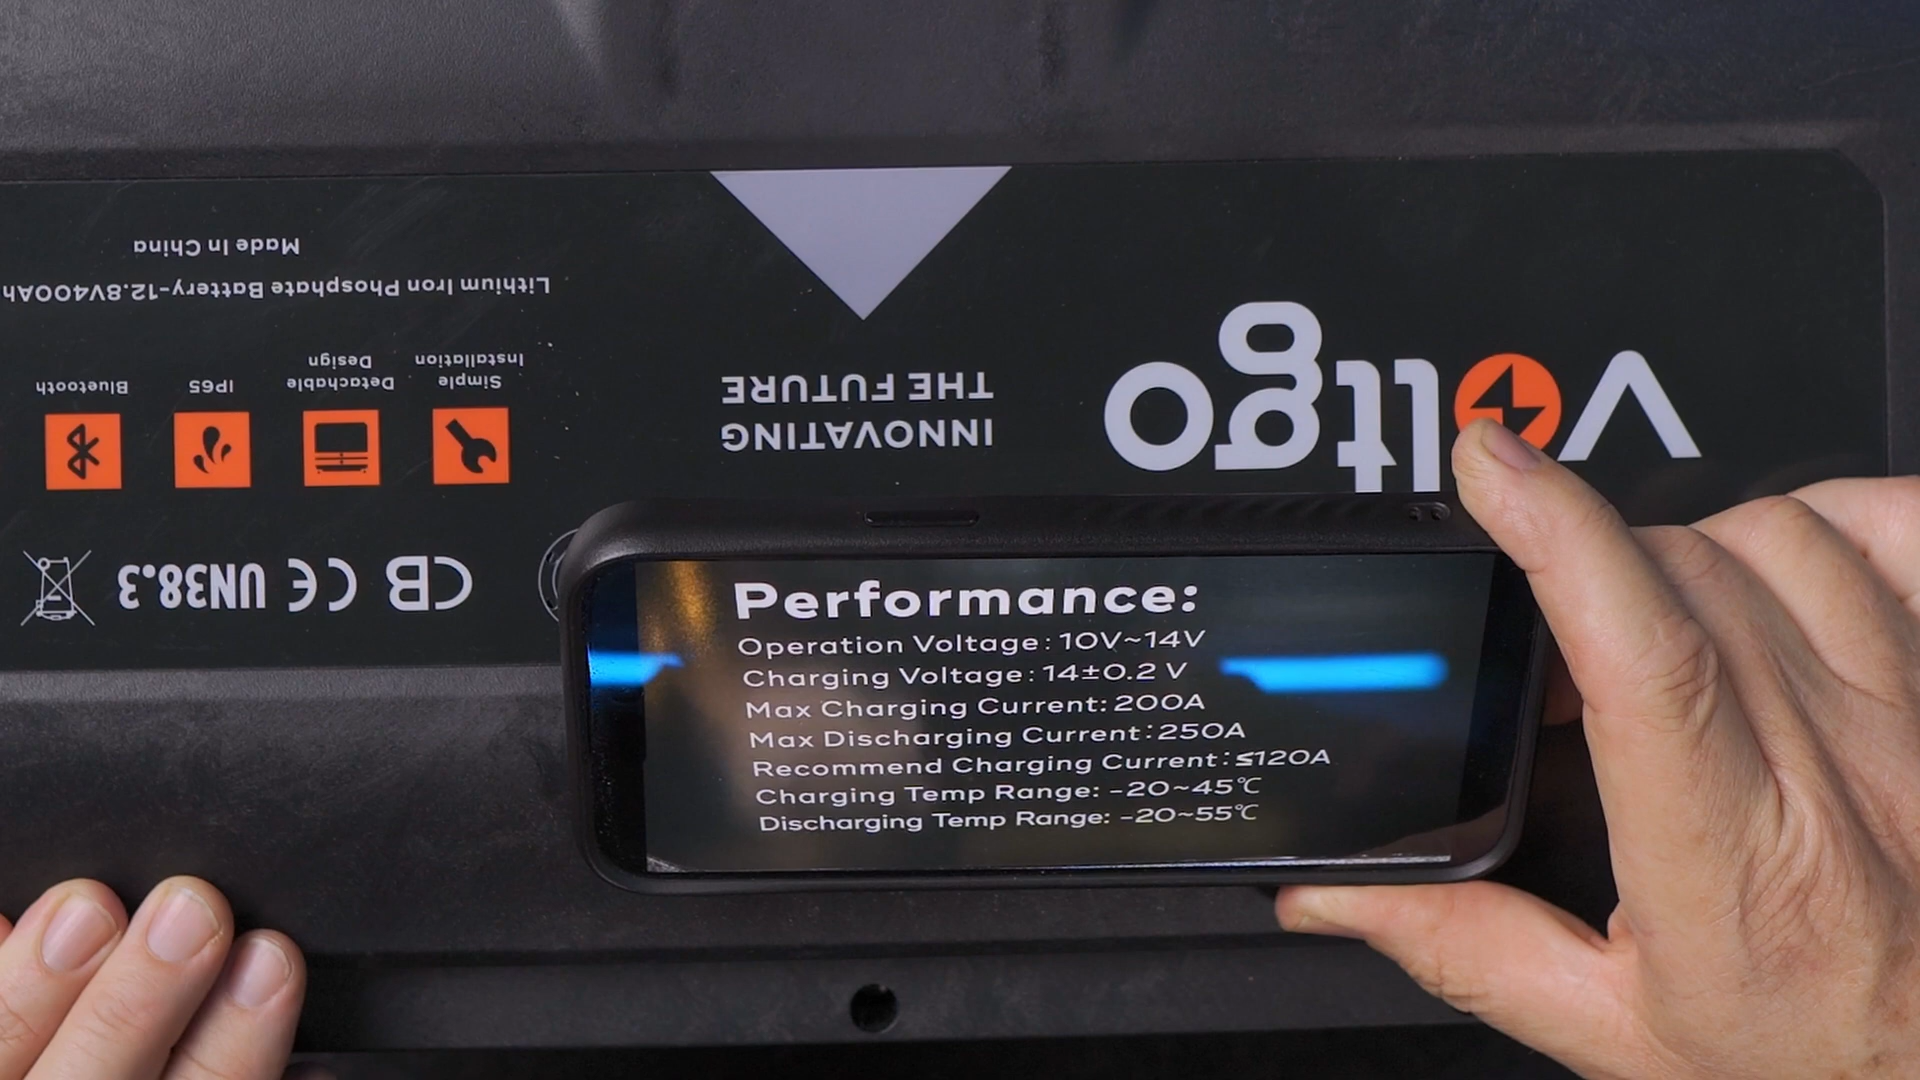 Made In China
Lithium Iron Phosphate Battery-12.8V400Ah
Simple
Installation
Detachable
Design
IP65
Bluetooth
INNOVATING
THE FUTURE
voltgo
CB CE UN38.3
Performance:
Operation Voltage: 10V~14V
Charging Voltage: 14±0.2 V
Max Charging Current: 200A
Max Discharging Current: 250A
Recommend Charging Current: ≤120A
Charging Temp Range: -20~45℃
Discharging Temp Range: -20~55℃